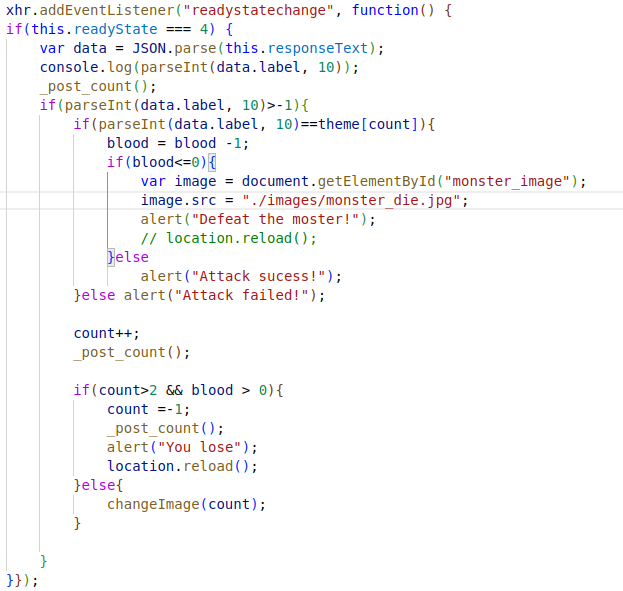 xhr.addEventListener("readystatechange", function() {
if(this.readyState === 4) {
    var data = JSON.parse(this.responseText);
    console.log(parseInt(data.label, 10));
    _post_count();
    if(parseInt(data.label, 10)>-1){
        if(parseInt(data.label, 10)==theme[count]){
            blood = blood -1;
            if(blood<=0){
                var image = document.getElementById("monster_image");
                image.src = "./images/monster_die.jpg";
                alert("Defeat the moster!");
                // location.reload();
            }else
                alert("Attack sucess!");
        }else alert("Attack failed!");

        count++;
        _post_count();

        if(count>2 && blood > 0){
            count =-1;
            _post_count();
            alert("You lose");
            location.reload();
        }else{
            changeImage(count);
        }

    }
}});